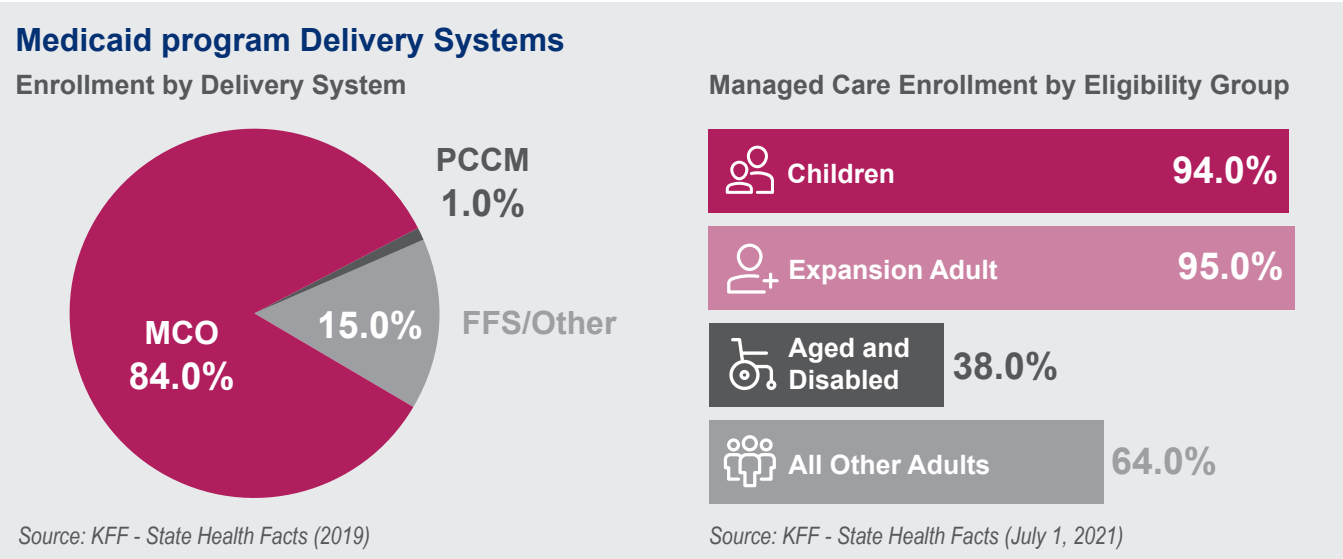 Medicaid program Delivery Systems
Enrollment by Delivery System
PCCM
1.0%
MCO
84.0%
15.0%
FFS/Other
Source: KFF - State Health Facts (2019)
Managed Care Enrollment by Eligibility Group
Children 94.0%
Expansion Adult 95.0%
Aged and
Disabled
38.0%
All Other Adults 64.0%
Source: KFF - State Health Facts (July 1, 2021)